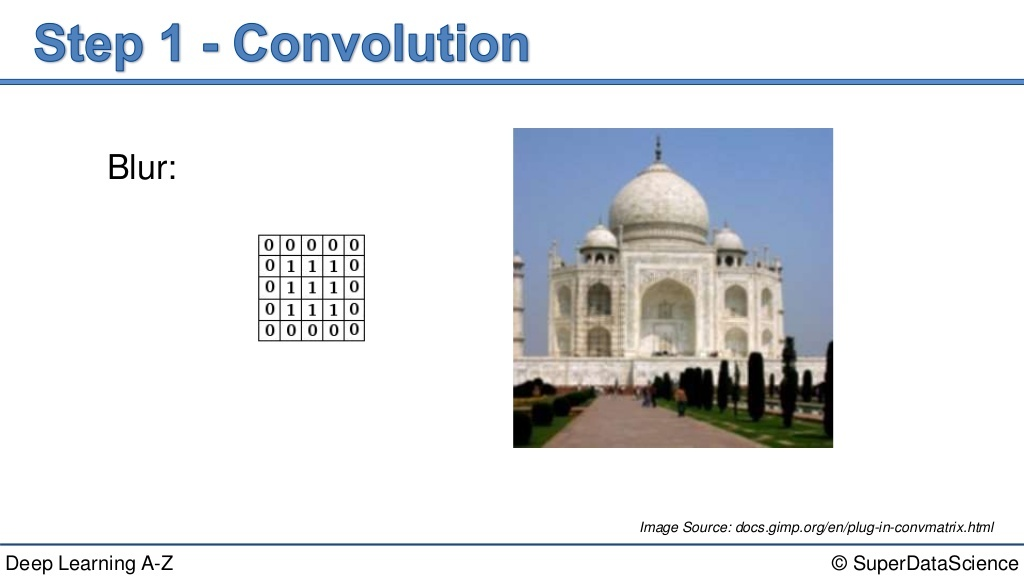 Step 1 - Convolution
Blur:
0 0 0 0 0
0 1 1 1 0
0 1 1 1 0
0 1 1 1 0
0 0 0 0 0
Image Source: docs.gimp.org/en/plug-in-convmatrix.html
Deep Learning A-Z
© SuperDataScience